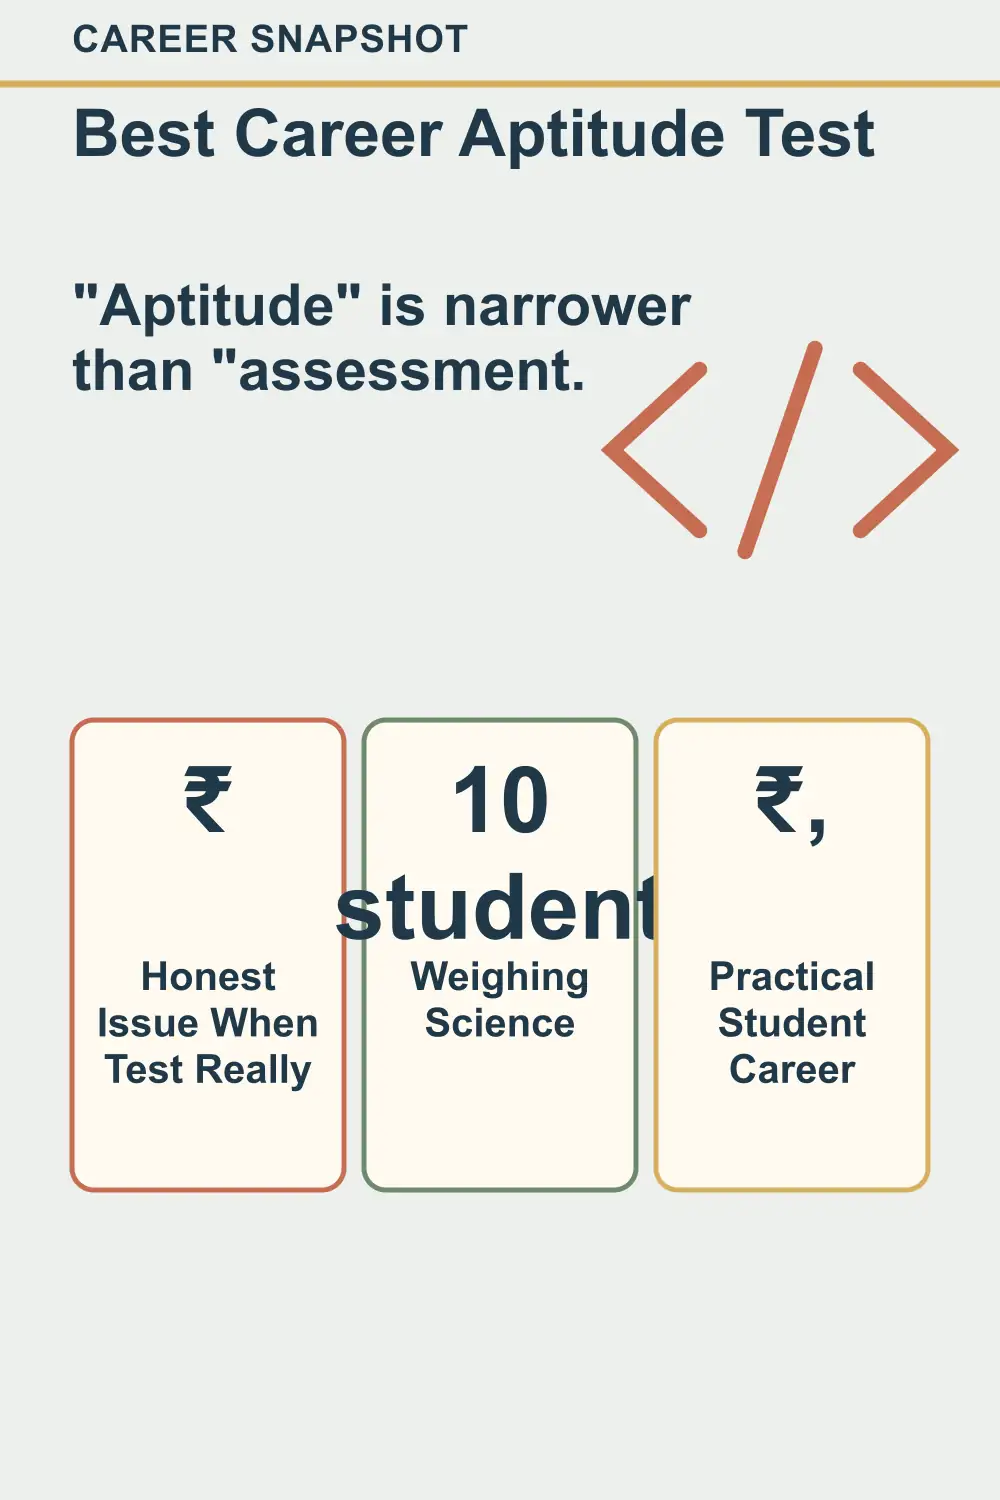 CAREER SNAPSHOT
Best Career Aptitude Test
"Aptitude" is narrower
than "assessment.
₹
Honest
Issue When
Test Really
10
student
Weighing
Science
₹,
Practical
Student
Career